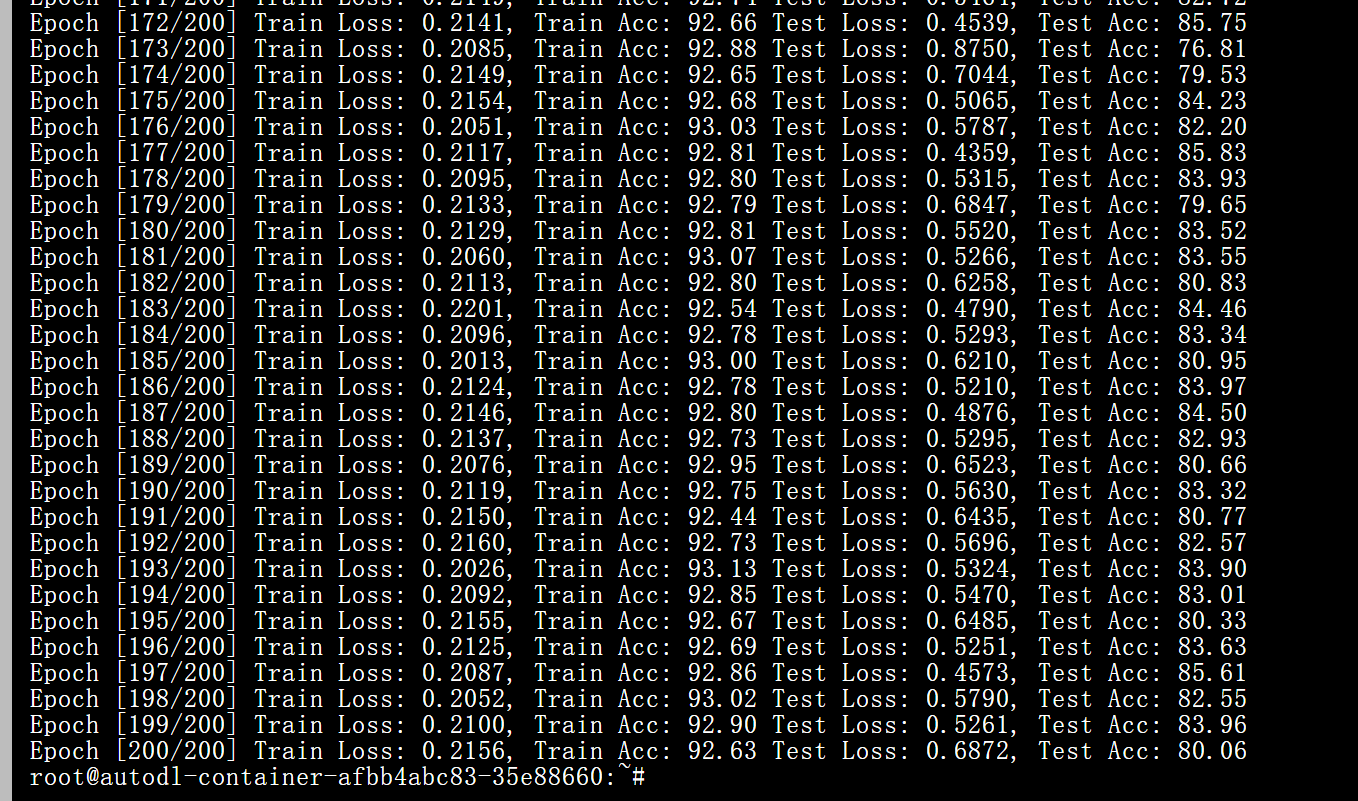 Epoch [172/200] Train Loss: 0.2141, Train Acc: 92.66 Test Loss: 0.4539, Test Acc: 85.75
Epoch [173/200] Train Loss: 0.2085, Train Acc: 92.88 Test Loss: 0.8750, Test Acc: 76.81
Epoch [174/200] Train Loss: 0.2149, Train Acc: 92.65 Test Loss: 0.7044, Test Acc: 79.53
Epoch [175/200] Train Loss: 0.2154, Train Acc: 92.68 Test Loss: 0.5065, Test Acc: 84.23
Epoch [176/200] Train Loss: 0.2051, Train Acc: 93.03 Test Loss: 0.5787, Test Acc: 82.20
Epoch [177/200] Train Loss: 0.2117, Train Acc: 92.81 Test Loss: 0.4359, Test Acc: 85.83
Epoch [178/200] Train Loss: 0.2095, Train Acc: 92.80 Test Loss: 0.5315, Test Acc: 83.93
Epoch [179/200] Train Loss: 0.2133, Train Acc: 92.79 Test Loss: 0.6847, Test Acc: 79.65
Epoch [180/200] Train Loss: 0.2129, Train Acc: 92.81 Test Loss: 0.5520, Test Acc: 83.52
Epoch [181/200] Train Loss: 0.2060, Train Acc: 93.07 Test Loss: 0.5266, Test Acc: 83.55
Epoch [182/200] Train Loss: 0.2113, Train Acc: 92.80 Test Loss: 0.6258, Test Acc: 80.83
Epoch [183/200] Train Loss: 0.2201, Train Acc: 92.54 Test Loss: 0.4790, Test Acc: 84.46
Epoch [184/200] Train Loss: 0.2096, Train Acc: 92.78 Test Loss: 0.5293, Test Acc: 83.34
Epoch [185/200] Train Loss: 0.2013, Train Acc: 93.00 Test Loss: 0.6210, Test Acc: 80.95
Epoch [186/200] Train Loss: 0.2124, Train Acc: 92.78 Test Loss: 0.5210, Test Acc: 83.97
Epoch [187/200] Train Loss: 0.2146, Train Acc: 92.80 Test Loss: 0.4876, Test Acc: 84.50
Epoch [188/200] Train Loss: 0.2137, Train Acc: 92.73 Test Loss: 0.5295, Test Acc: 82.93
Epoch [189/200] Train Loss: 0.2076, Train Acc: 92.95 Test Loss: 0.6523, Test Acc: 80.66
Epoch [190/200] Train Loss: 0.2119, Train Acc: 92.75 Test Loss: 0.5630, Test Acc: 83.32
Epoch [191/200] Train Loss: 0.2150, Train Acc: 92.44 Test Loss: 0.6435, Test Acc: 80.77
Epoch [192/200] Train Loss: 0.2160, Train Acc: 92.73 Test Loss: 0.5696, Test Acc: 82.57
Epoch [193/200] Train Loss: 0.2026, Train Acc: 93.13 Test Loss: 0.5324, Test Acc: 83.90
Epoch [194/200] Train Loss: 0.2092, Train Acc: 92.85 Test Loss: 0.5470, Test Acc: 83.01
Epoch [195/200] Train Loss: 0.2155, Train Acc: 92.67 Test Loss: 0.6485, Test Acc: 80.33
Epoch [196/200] Train Loss: 0.2125, Train Acc: 92.69 Test Loss: 0.5251, Test Acc: 83.63
Epoch [197/200] Train Loss: 0.2087, Train Acc: 92.86 Test Loss: 0.4573, Test Acc: 85.61
Epoch [198/200] Train Loss: 0.2052, Train Acc: 93.02 Test Loss: 0.5790, Test Acc: 82.55
Epoch [199/200] Train Loss: 0.2100, Train Acc: 92.90 Test Loss: 0.5261, Test Acc: 83.96
Epoch [200/200] Train Loss: 0.2156, Train Acc: 92.63 Test Loss: 0.6872, Test Acc: 80.06
root@autodl-container-afbb4abc83-35e88660:~#